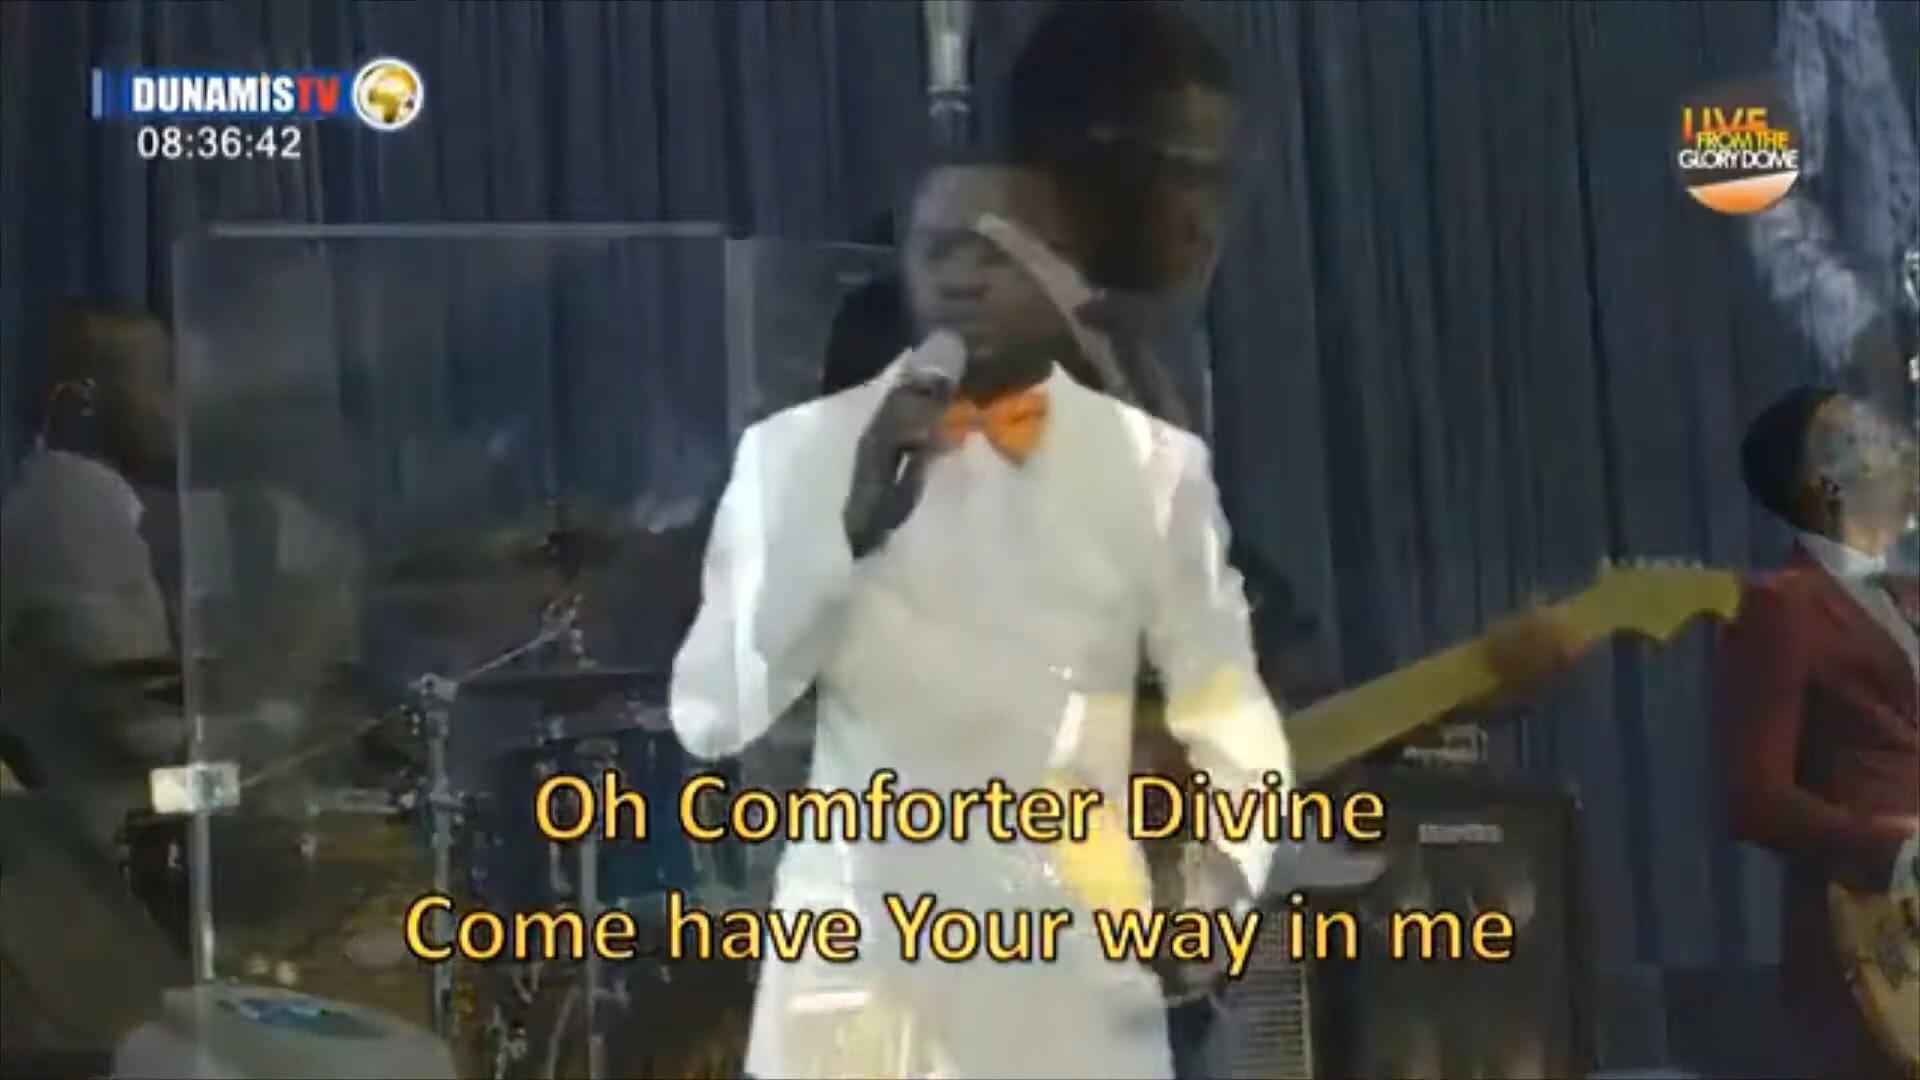 DUNAMIS TV
08:36:42
LIVE
FROM THE
GLORY DOME
Oh Comforter Divine
Come have Your way in me